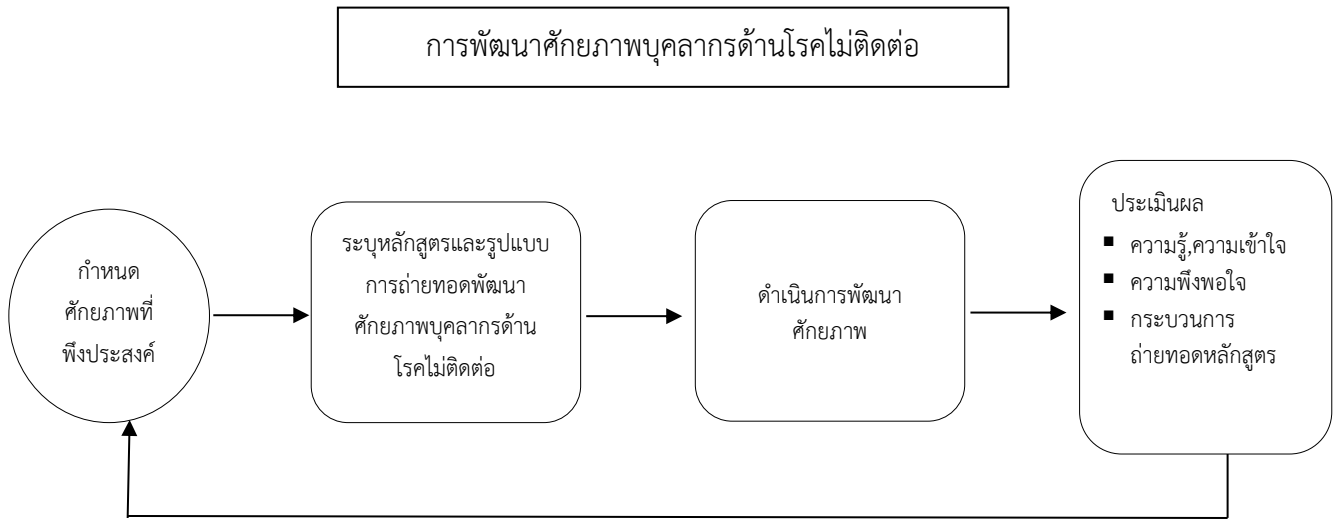 การพัฒนาศักยภาพบุคลากรด้านโรคไม่ติดต่อ
กำหนด
ศักยภาพที่
พึงประสงค์
ระบุหลักสูตรและรูปแบบ
การถ่ายทอดพัฒนา
ศักยภาพบุคลากรด้าน
โรคไม่ติดต่อ
ดำเนินการพัฒนา
ศักยภาพ
ประเมินผล
▪ ความรู้,ความเข้าใจ
▪ ความพึงพอใจ
▪ กระบวนการ
ถ่ายทอดหลักสูตร